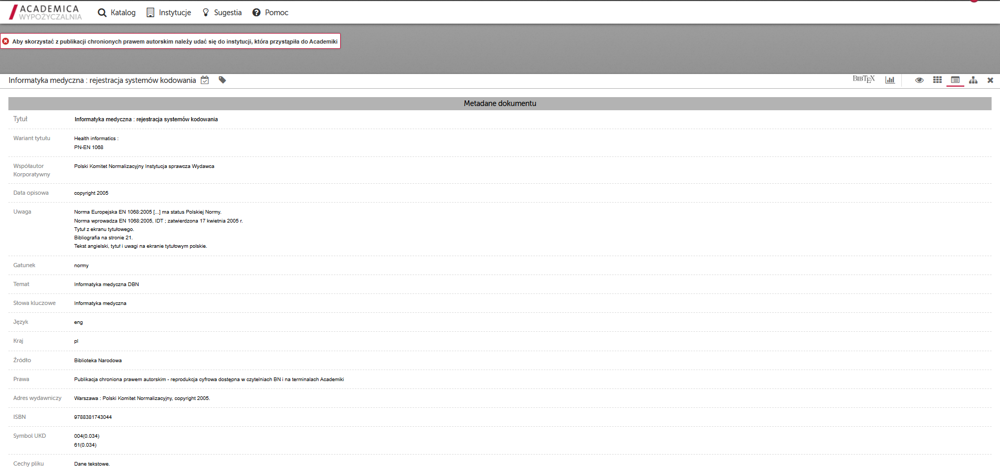 ACADEMICA
WYPOŻYCZALNIA
Katalog
Instytucje
Sugestia
Pomoc
Aby skorzystać z publikacji chronionych prawem autorskim należy udać się do instytucji, która przystąpiła do Academiki
Informatyka medyczna : rejestracja systemów kodowania
BIBTEX
Metadane dokumentu
Tytuł
Informatyka medyczna : rejestracja systemów kodowania
Wariant tytułu
Health informatics :
PN-EN 1068
Współautor
Korporatywny
Polski Komitet Normalizacyjny Instytucja sprawcza Wydawca
Data opisowa
copyright 2005
Uwaga
Norma Europejska EN 1068:2005 [...] ma status Polskiej Normy.
Norma wprowadza EN 1068:2005, IDT ; zatwierdzona 17 kwietnia 2005 r.
Tytuł z ekranu tytułowego.
Bibliografia na stronie 21.
Tekst angielski, tytuł i uwagi na ekranie tytułowym polskie.
Gatunek
normy
Temat
Informatyka medyczna DBN
Słowa kluczowe
Informatyka medyczna
Język
eng
Kraj
pl
Źródło
Biblioteka Narodowa
Prawa
Publikacja chroniona prawem autorskim - reprodukcja cyfrowa dostępna w czytelniach BN i na terminalach Academiki
Adres wydawniczy
Warszawa : Polski Komitet Normalizacyjny, copyright 2005.
ISBN
9788381743044
Symbol UKD
004(0.034)
61(0.034)
Cechy pliku
Dane tekstowe.